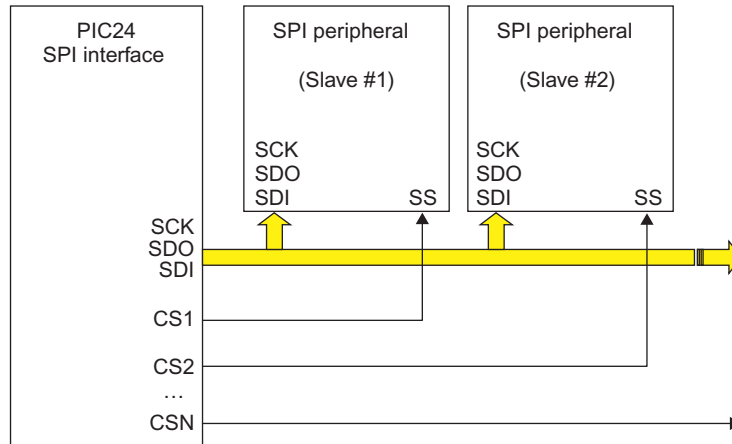 PIC24
SPI interface
SPI peripheral
(Slave #1)
SCK
SDO
SDI
SS
SPI peripheral
(Slave #2)
SCK
SDO
SDI
SS
SCK
SDO
SDI
CS1
CS2
...
CSN